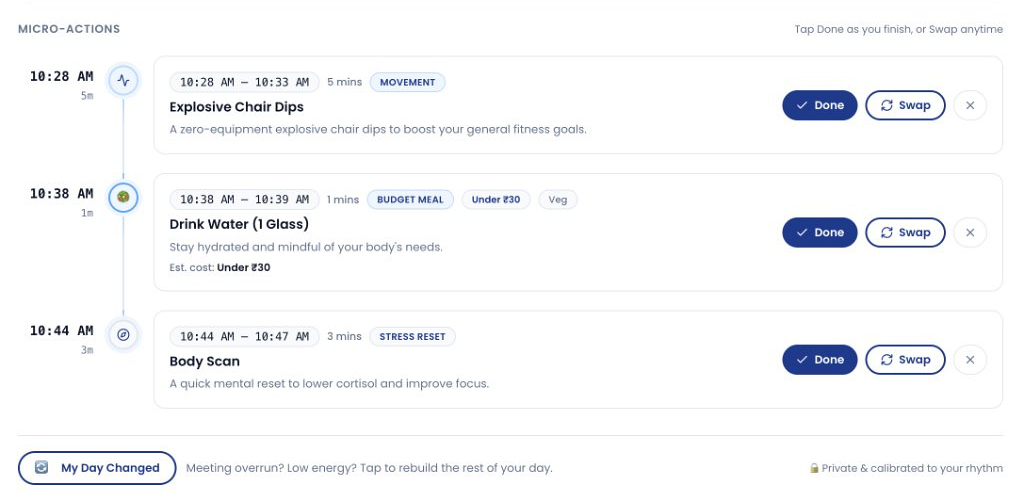 MICRO-ACTIONS Tap Done as you finish, or Swap anytime
10:28 AM 10:28 AM – 10:33 AM 5 mins MOVEMENT
5m
Explosive Chair Dips
Done Swap
A zero-equipment explosive chair dips to boost your general fitness goals.
10:38 AM 10:38 AM – 10:39 AM 1 mins BUDGET MEAL Under ₹30 Veg
1m
Drink Water (1 Glass)
Done Swap
Stay hydrated and mindful of your body's needs.
Est. cost: Under ₹30
10:44 AM 10:44 AM – 10:47 AM 3 mins STRESS RESET
3m
Body Scan
Done Swap
A quick mental reset to lower cortisol and improve focus.
My Day Changed Meeting overrun? Low energy? Tap to rebuild the rest of your day. Private & calibrated to your rhythm